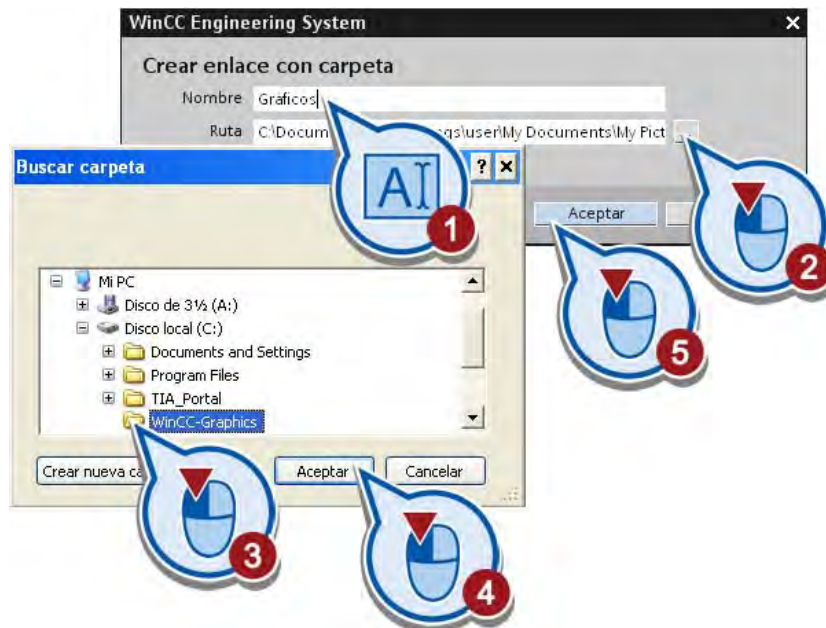 WinCC Engineering System
Crear enlace con carpeta
Nombre Gráficos
Ruta C:\Docum gs\user\My Documents\My Pict ...
Buscar carpeta
A
1
Aceptar
2
Mi PC
Disco de 3½ (A:)
Disco local (C:)
Documents and Settings
Program Files
TIA_Portal
WinCC-Graphics
5
Crear nueva ca Aceptar Cancelar
3
4